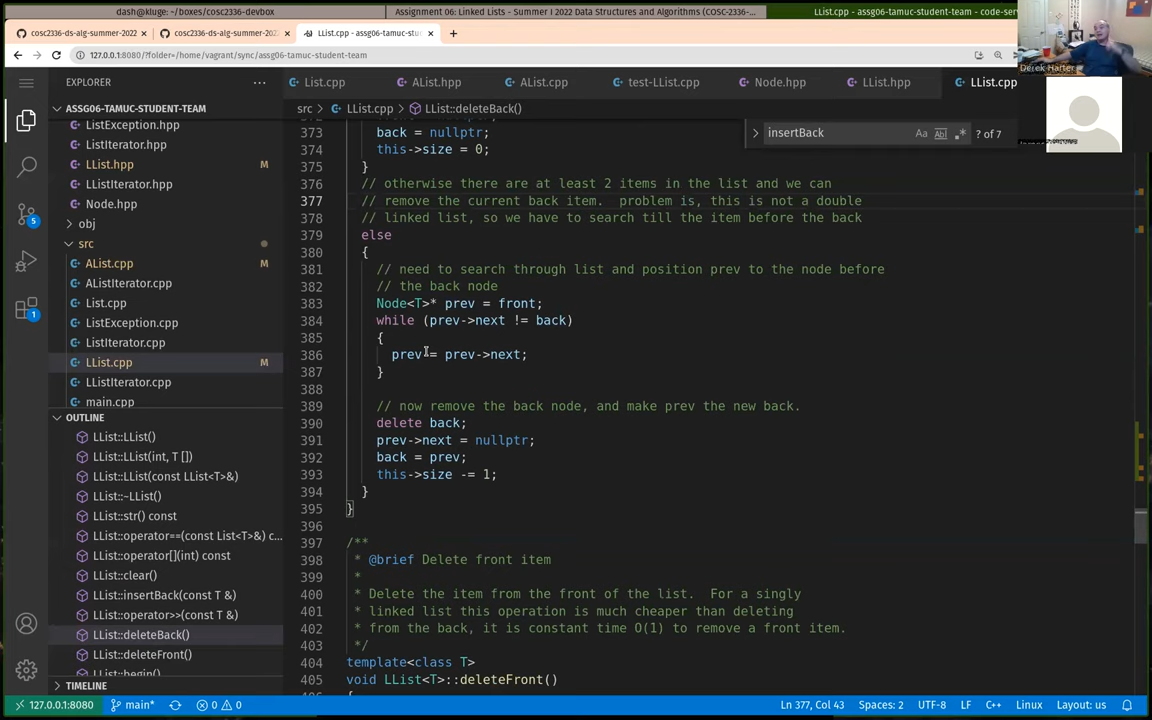 dash@kluge: ~/boxes/cosc2336-devbox
Assignment 06: Linked Lists - Summer I 2022 Data Structures and Algorithms (COSC-2336-...
LList.cpp - assg06-tamuc-student-team - code-serv
cosc2336-ds-alg-summer-2022
cosc2336-ds-alg-summer-202
LList.cpp - assg06-tamuc-stu
127.0.0.1:8080/?folder=/home/vagrant/sync/assg06-tamuc-student-team
Derek Harter
EXPLORER
List.cpp
AList.hpp
AList.cpp
test-LList.cpp
Node.hpp
LList.hpp
LList.cpp
ASSG06-TAMUC-STUDENT-TEAM
src > LList.cpp > LList::deleteBack()
insertBack
Aa
? of 7
ListException.hpp
ListIterator.hpp
LList.hpp M
LListIterator.hpp
Node.hpp
obj
src
AList.cpp M
AListIterator.cpp
List.cpp
ListException.cpp
ListIterator.cpp
LList.cpp M
LListIterator.cpp
main.cpp
OUTLINE
LList::LList()
LList::LList(int, T [])
LList::LList(const LList<T>&)
LList::~LList()
LList::str() const
LList::operator==(const List<T>&) c...
LList::operator[](int) const
LList::clear()
LList::insertBack(const T &)
LList::operator>>(const T &)
LList::deleteBack()
LList::deleteFront()
LList::begin()
TIMELINE
5
1
373 back = nullptr;
374 this->size = 0;
375 }
376 // otherwise there are at least 2 items in the list and we can
377 // remove the current back item.  problem is, this is not a double
378 // linked list, so we have to search till the item before the back
379 else
380 {
381 // need to search through list and position prev to the node before
382 // the back node
383 Node<T>* prev = front;
384 while (prev->next != back)
385 {
386 prev = prev->next;
387 }
388
389 // now remove the back node, and make prev the new back.
390 delete back;
391 prev->next = nullptr;
392 back = prev;
393 this->size -= 1;
394 }
395 }
396
397 /**
398 * @brief Delete front item
399 *
400 * Delete the item from the front of the list.  For a singly
401 * linked list this operation is much cheaper than deleting
402 * from the back, it is constant time O(1) to remove a front item.
403 */
404 template<class T>
405 void LList<T>::deleteFront()
127.0.0.1:8080
main*
0 0
Ln 377, Col 43
Spaces: 2
UTF-8
LF
C++
Linux
Layout: us